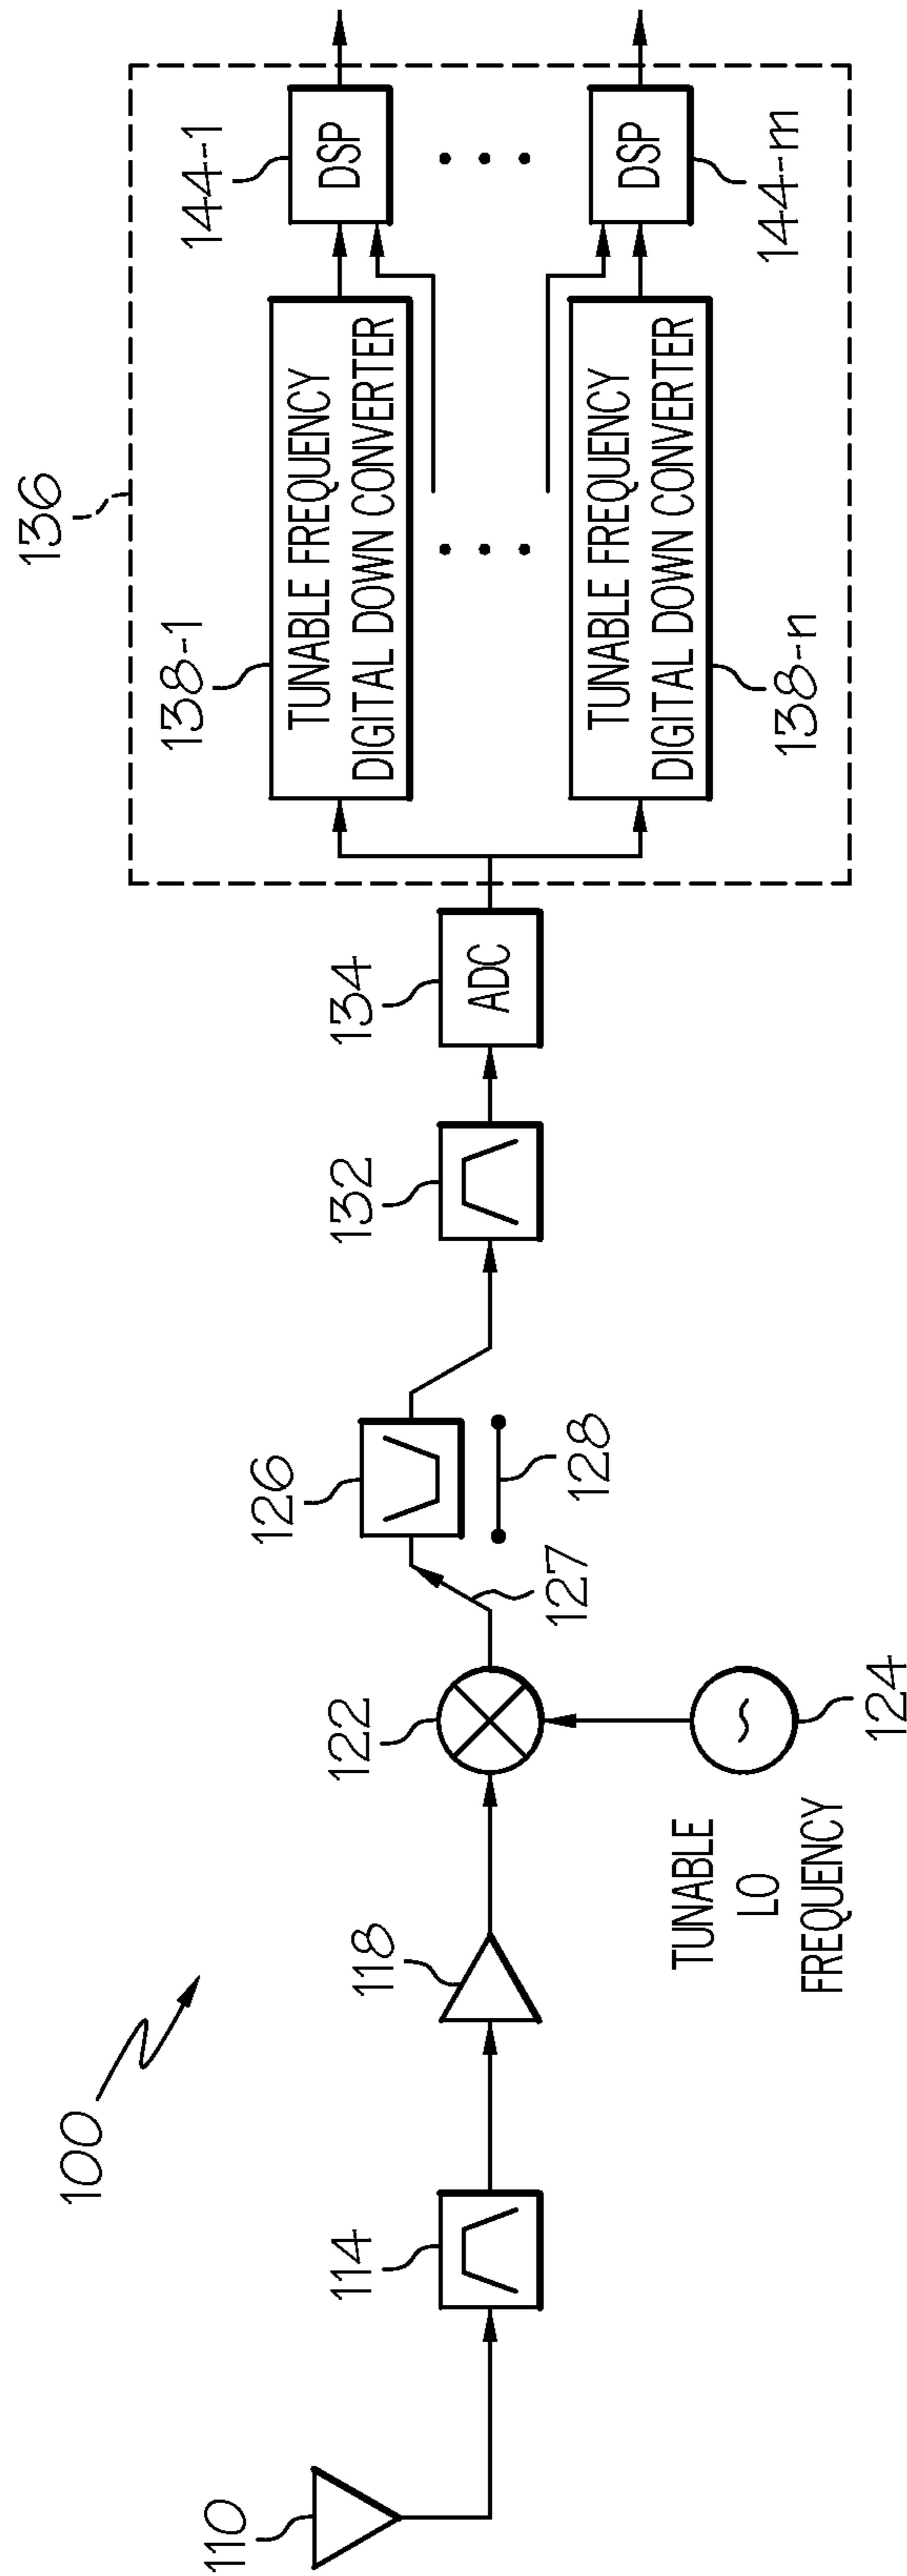 100
110
114
118
122
TUNABLE
LO
FREQUENCY
124
126
127
128
132
134
ADC
136
138-1
TUNABLE FREQUENCY
DIGITAL DOWN CONVERTER
138-n
TUNABLE FREQUENCY
DIGITAL DOWN CONVERTER
144-1
DSP
DSP
144-m